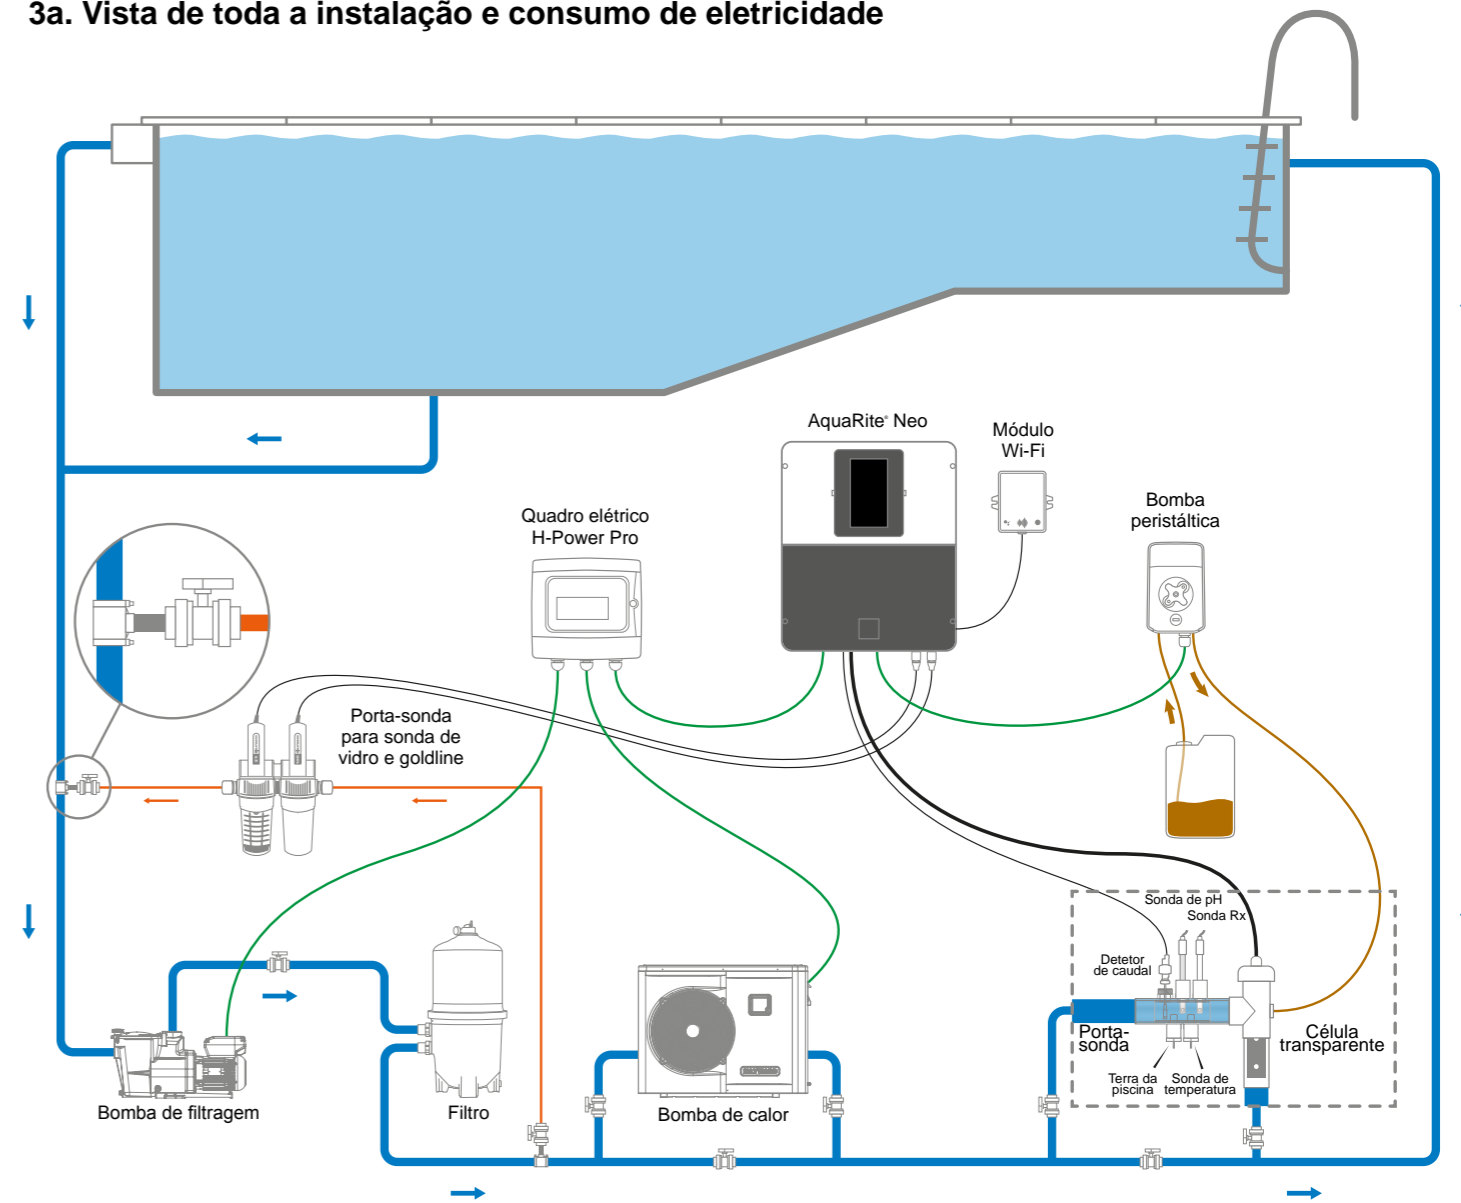 3a. Vista de toda a instalação e consumo de eletricidade
AquaRite® Neo
Módulo
Wi-Fi
Bomba
peristáltica
Quadro elétrico
H-Power Pro
Porta-sonda
para sonda de
vidro e goldline
Sonda de pH
Sonda Rx
Detetor
de caudal
Porta-
sonda
Célula
transparente
Terra da
piscina
Sonda de
temperatura
Bomba de filtragem
Filtro
Bomba de calor